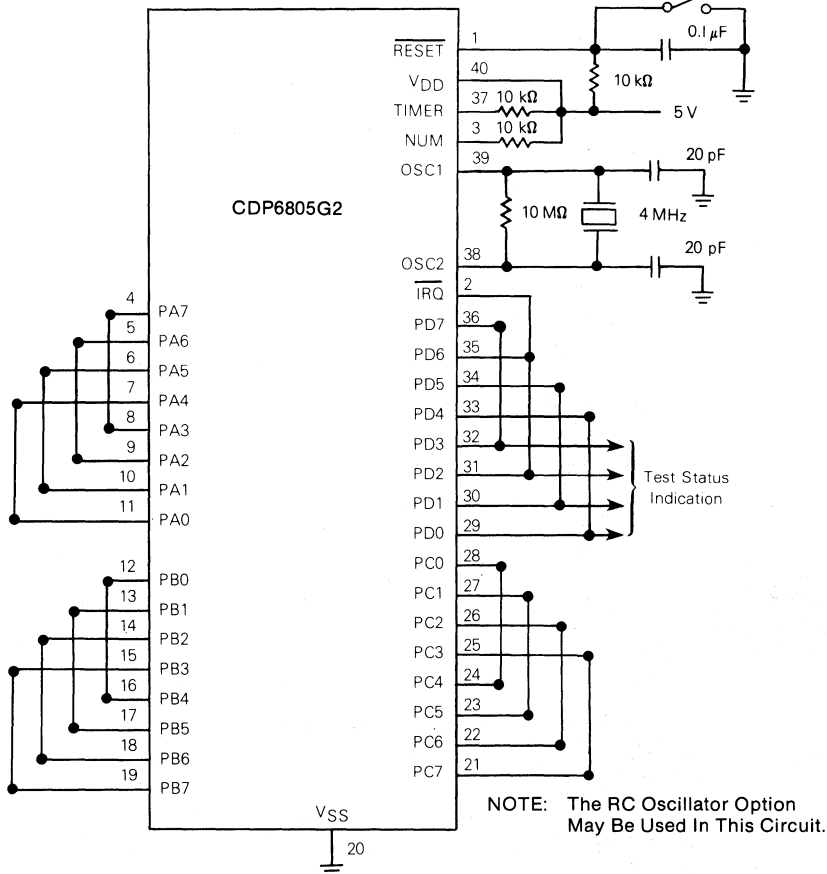 0.1 µF
RESET 1
10 kΩ
VDD 40
TIMER 37 10 kΩ
5 V
NUM 3 10 kΩ
OSC1 39
20 pF
CDP6805G2
10 MΩ
4 MHz
20 pF
OSC2 38
IRQ 2
4 PA7
PD7 36
5 PA6
PD6 35
6 PA5
PD5 34
7 PA4
PD4 33
8 PA3
PD3 32
9 PA2
PD2 31
Test Status
Indication
10 PA1
PD1 30
11 PA0
PD0 29
PC0 28
12 PB0
PC1 27
13 PB1
PC2 26
14 PB2
PC3 25
15 PB3
PC4 24
16 PB4
PC5 23
17 PB5
PC6 22
18 PB6
PC7 21
19 PB7
VSS
20
NOTE: The RC Oscillator Option
May Be Used In This Circuit.